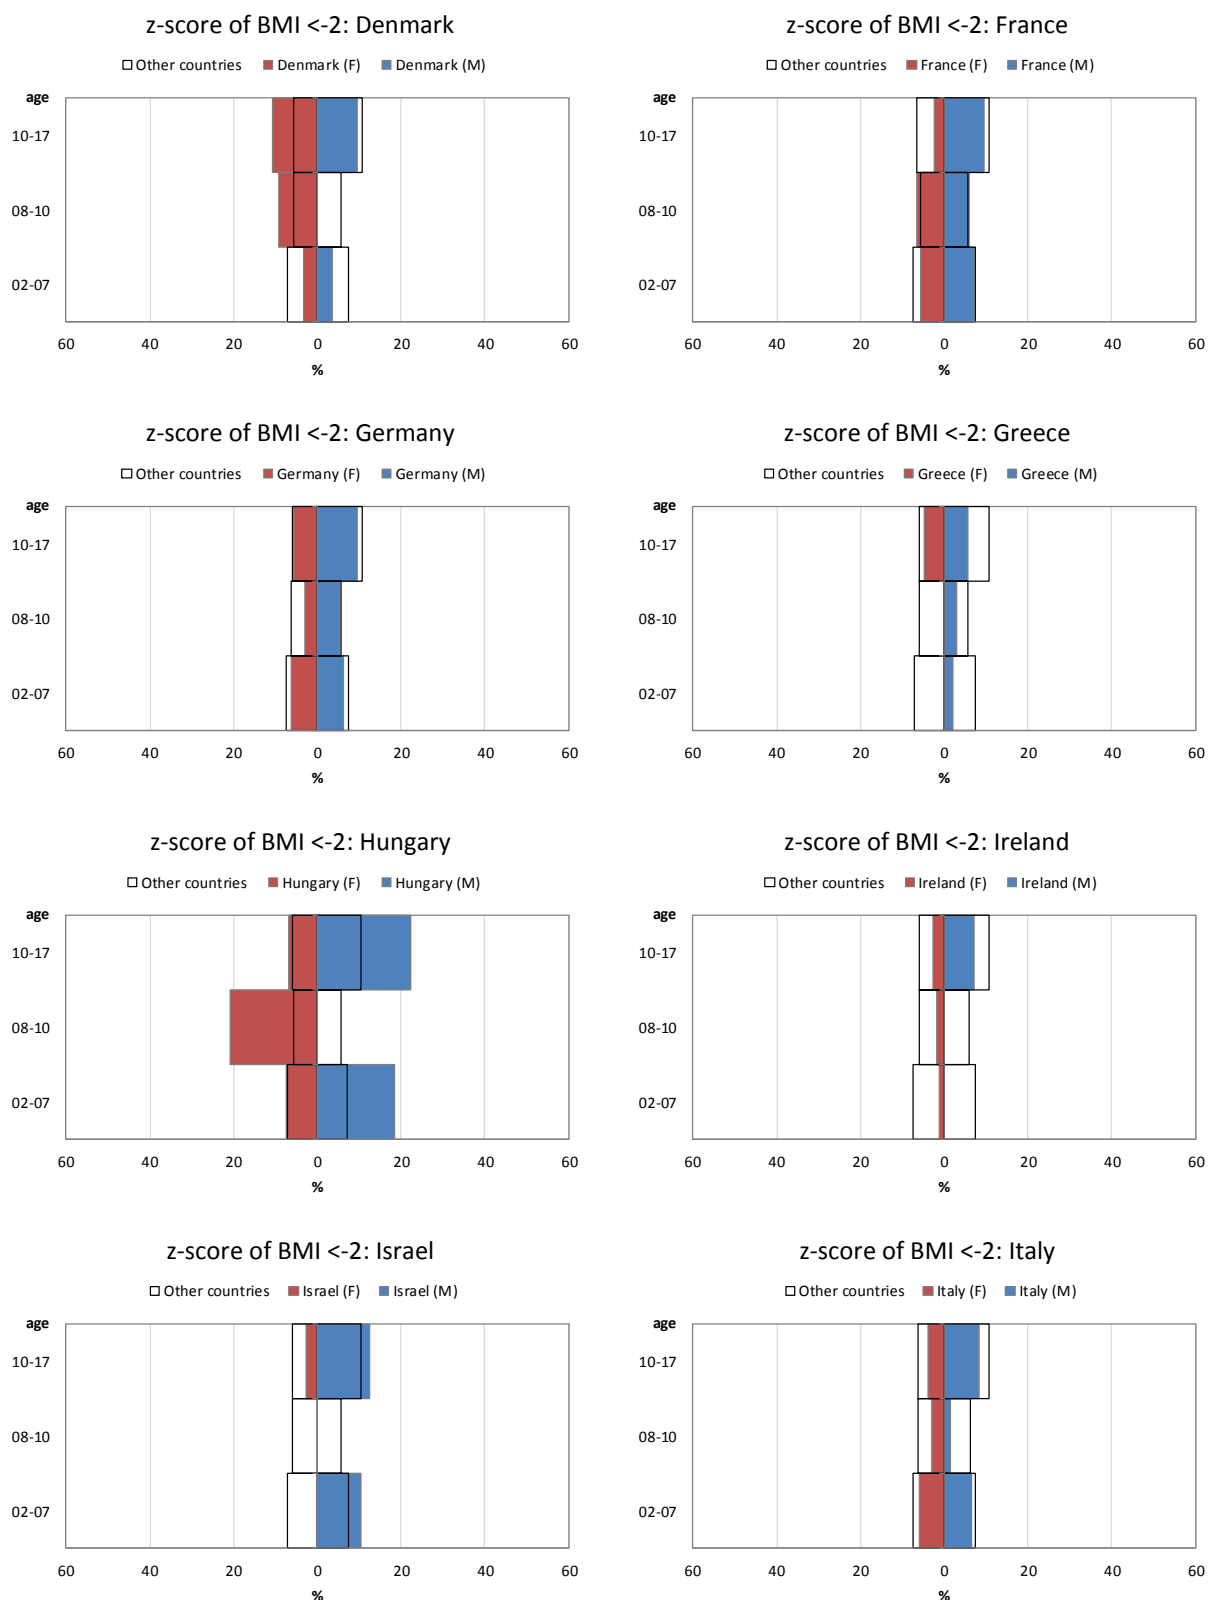 z-score of BMI <-2: Denmark
Other countries Denmark (F) Denmark (M)
age
10-17
08-10
02-07
60 40 20 0 20 40 60
%
z-score of BMI <-2: France
Other countries France (F) France (M)
age
10-17
08-10
02-07
60 40 20 0 20 40 60
%
z-score of BMI <-2: Germany
Other countries Germany (F) Germany (M)
age
10-17
08-10
02-07
60 40 20 0 20 40 60
%
z-score of BMI <-2: Greece
Other countries Greece (F) Greece (M)
age
10-17
08-10
02-07
60 40 20 0 20 40 60
%
z-score of BMI <-2: Hungary
Other countries Hungary (F) Hungary (M)
age
10-17
08-10
02-07
60 40 20 0 20 40 60
%
z-score of BMI <-2: Ireland
Other countries Ireland (F) Ireland (M)
age
10-17
08-10
02-07
60 40 20 0 20 40 60
%
z-score of BMI <-2: Israel
Other countries Israel (F) Israel (M)
age
10-17
08-10
02-07
60 40 20 0 20 40 60
%
z-score of BMI <-2: Italy
Other countries Italy (F) Italy (M)
age
10-17
08-10
02-07
60 40 20 0 20 40 60
%